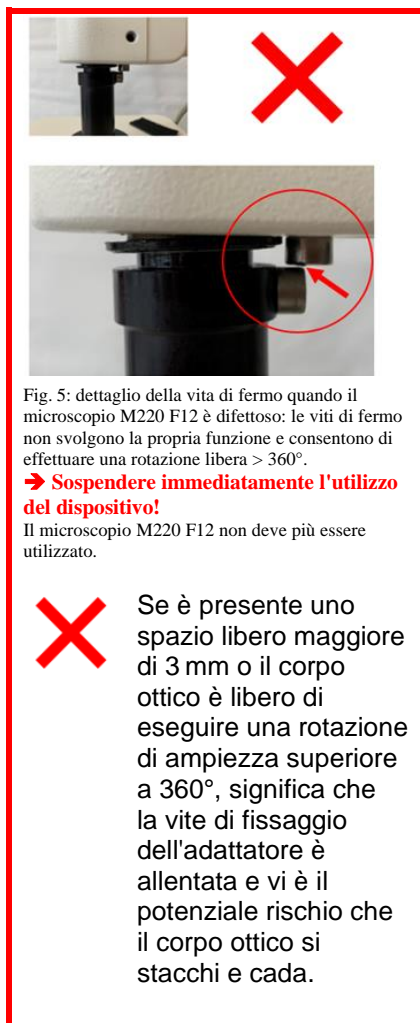 Fig. 5: dettaglio della vita di fermo quando il
microscopio M220 F12 è difettoso: le viti di fermo
non svolgono la propria funzione e consentono di
effettuare una rotazione libera > 360°.
➔ Sospendere immediatamente l'utilizzo
del dispositivo!
Il microscopio M220 F12 non deve più essere
utilizzato.
Se è presente uno
spazio libero maggiore
di 3 mm o il corpo
ottico è libero di
eseguire una rotazione
di ampiezza superiore
a 360°, significa che
la vite di fissaggio
dell'adattatore è
allentata e vi è il
potenziale rischio che
il corpo ottico si
stacchi e cada.